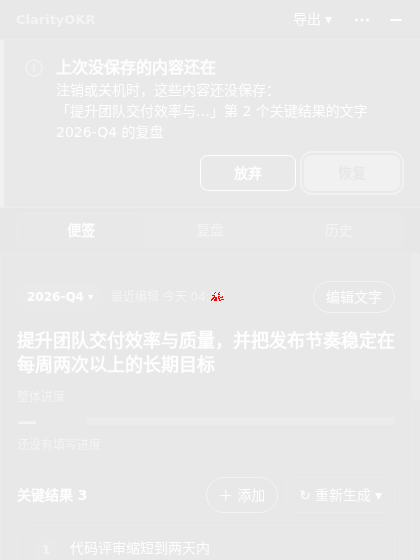 ClarityOKR
导出 ▾ ··· −
上次没保存的内容还在
注销或关机时，这些内容还没保存：
「提升团队交付效率与…」第 2 个关键结果的文字
2026-Q4 的复盘
放弃
恢复
便签
复盘
历史
2026-Q4 ▾
最近编辑 今天 04
编辑文字
提升团队交付效率与质量，并把发布节奏稳定在
每周两次以上的长期目标
整体进度
—
还没有填写进度
关键结果 3
＋ 添加
↻ 重新生成 ▾
1
代码评审缩短到两天内